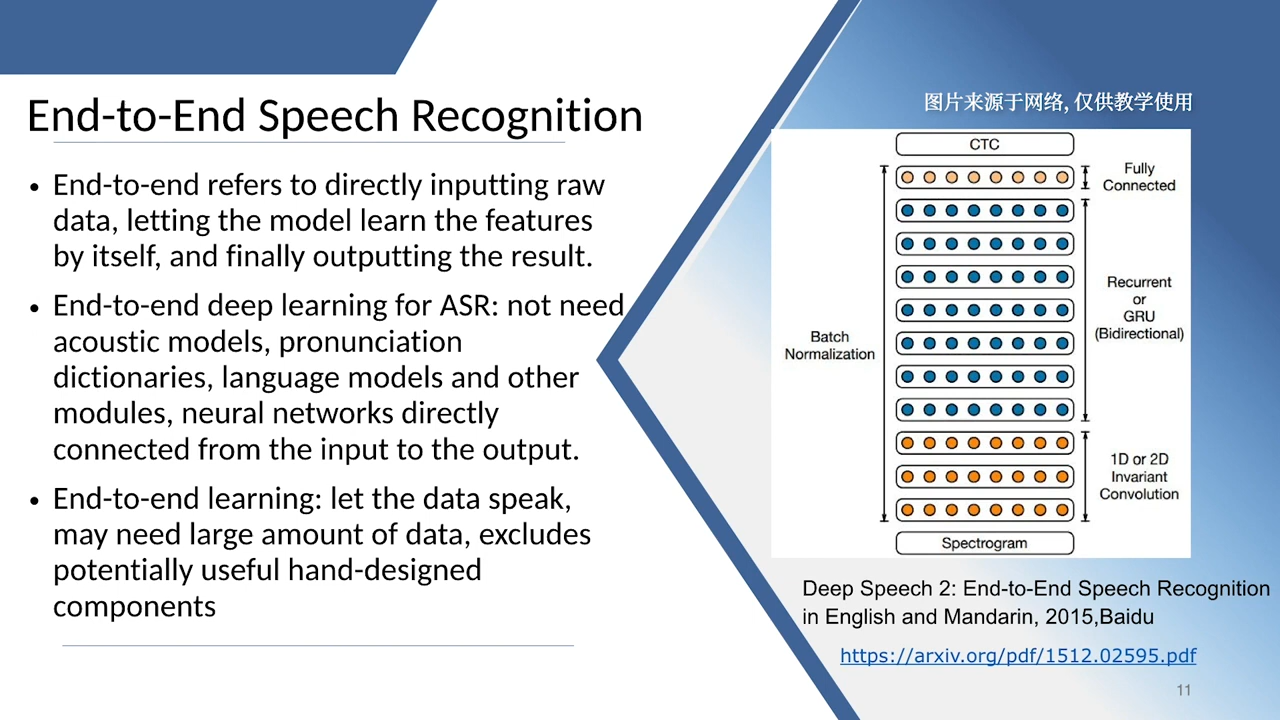 End-to-End Speech Recognition
• End-to-end refers to directly inputting raw
data, letting the model learn the features
by itself, and finally outputting the result.
• End-to-end deep learning for ASR: not need
acoustic models, pronunciation
dictionaries, language models and other
modules, neural networks directly
connected from the input to the output.
• End-to-end learning: let the data speak,
may need large amount of data, excludes
potentially useful hand-designed
components
图片来源于网络, 仅供教学使用
CTC
Fully
Connected
Recurrent
or
GRU
(Bidirectional)
Batch
Normalization
1D or 2D
Invariant
Convolution
Spectrogram
Deep Speech 2: End-to-End Speech Recognition
in English and Mandarin, 2015,Baidu
https://arxiv.org/pdf/1512.02595.pdf
11